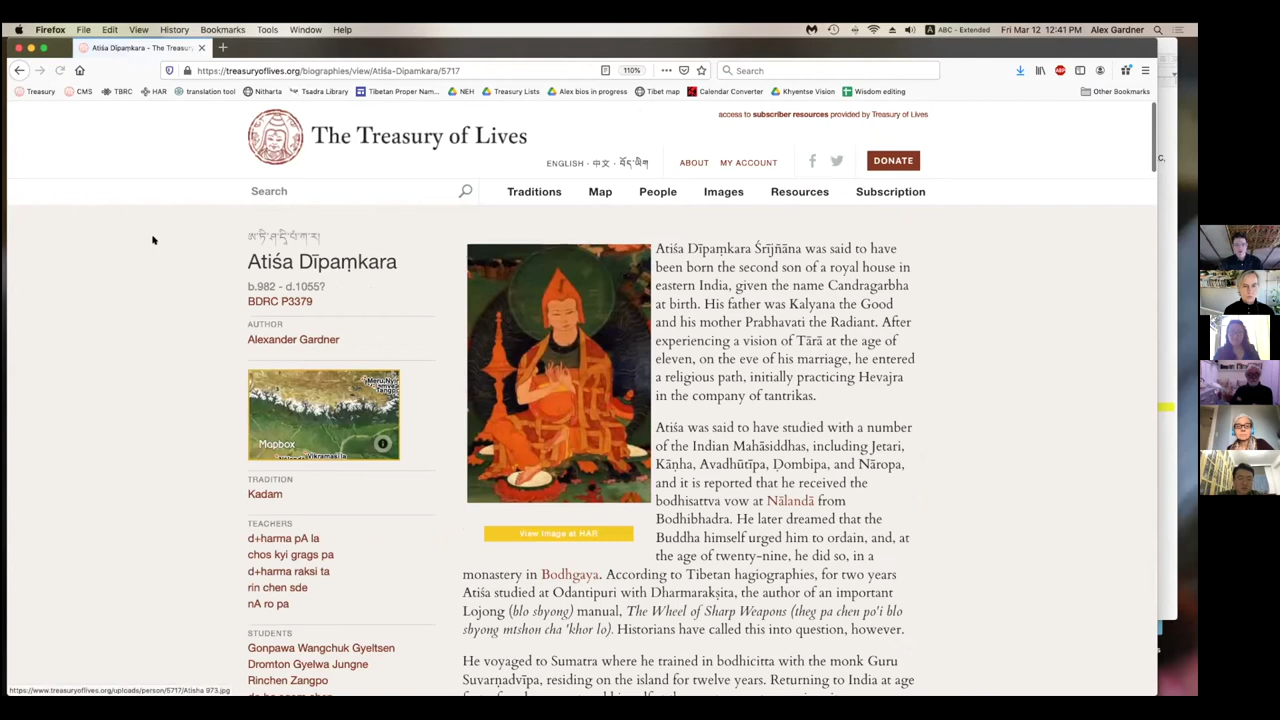 Firefox File Edit View History Bookmarks Tools Window Help ABC - Extended Fri Mar 12 12:41 PM Alex Gardner
Atiśa Dīpaṃkara - The Treasury
https://treasuryoflives.org/biographies/view/Atiśa-Dipamkara/5717 110% Search
Treasury CMS TBRC HAR translation tool Nitharta Tsadra Library Tibetan Proper Nam... NEH Treasury Lists Alex bios in progress Tibet map Calendar Converter Khyentse Vision Wisdom editing Other Bookmarks
access to subscriber resources provided by Treasury of Lives
The Treasury of Lives
ENGLISH · 中文 · བོད་ཡིག ABOUT MY ACCOUNT DONATE
Search Traditions Map People Images Resources Subscription
Atiśa Dīpaṃkara
b.982 - d.1055?
BDRC P3379
AUTHOR
Alexander Gardner
Mapbox
Vikramaśīla
TRADITION
Kadam
TEACHERS
d+harma pA la
chos kyi grags pa
d+harma raksi ta
rin chen sde
nA ro pa
STUDENTS
Gonpawa Wangchuk Gyeltsen
Dromton Gyelwa Jungne
Rinchen Zangpo
View Image at HAR
Atiśa Dīpaṃkara Śrījñāna was said to have
been born the second son of a royal house in
eastern India, given the name Candragarbha
at birth. His father was Kalyana the Good
and his mother Prabhavati the Radiant. After
experiencing a vision of Tārā at the age of
eleven, on the eve of his marriage, he entered
a religious path, initially practicing Hevajra
in the company of tantrikas.
Atiśa was said to have studied with a number
of the Indian Mahāsiddhas, including Jetari,
Kāṇha, Avadhūtīpa, Ḍombipa, and Nāropa,
and it is reported that he received the
bodhisattva vow at Nālandā from
Bodhibhadra. He later dreamed that the
Buddha himself urged him to ordain, and, at
the age of twenty-nine, he did so, in a
monastery in Bodhgaya. According to Tibetan hagiographies, for two years
Atiśa studied at Odantipuri with Dharmarakṣita, the author of an important
Lojong (blo sbyong) manual, The Wheel of Sharp Weapons (theg pa chen po'i blo
sbyong mtshon cha 'khor lo). Historians have called this into question, however.
He voyaged to Sumatra where he trained in bodhicitta with the monk Guru
Suvarṇadvīpa, residing on the island for twelve years. Returning to India at age
https://www.treasuryoflives.org/uploads/person/5717/Atisha 973.jpg